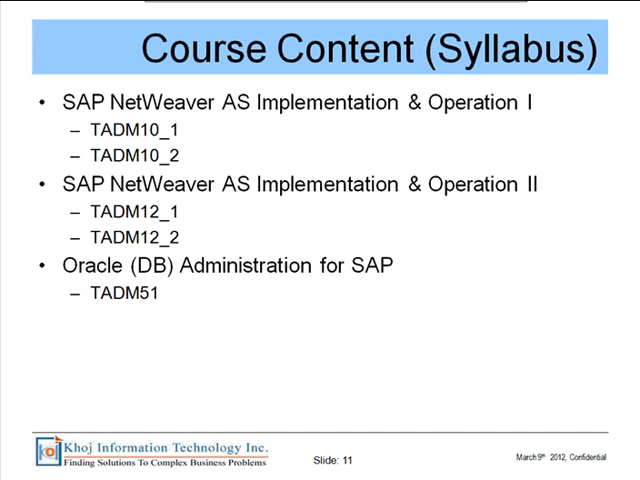 Course Content (Syllabus)
• SAP NetWeaver AS Implementation & Operation I
– TADM10_1
– TADM10_2
• SAP NetWeaver AS Implementation & Operation II
– TADM12_1
– TADM12_2
• Oracle (DB) Administration for SAP
– TADM51
Khoj Information Technology Inc.
Finding Solutions To Complex Business Problems
Slide: 11
March 9th 2012, Confidential